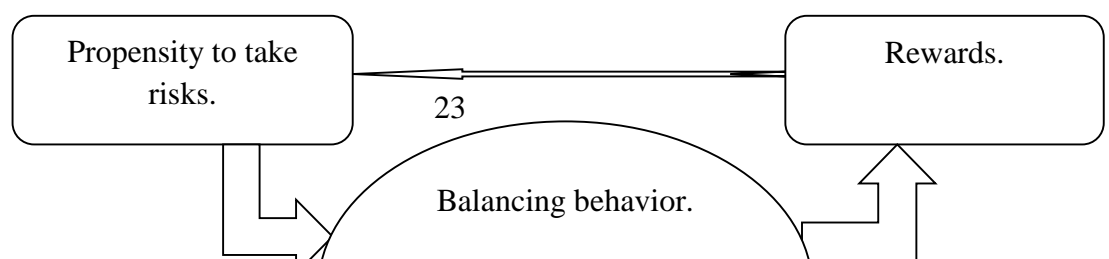 Propensity to take
risks.
Rewards.
23
Balancing behavior.